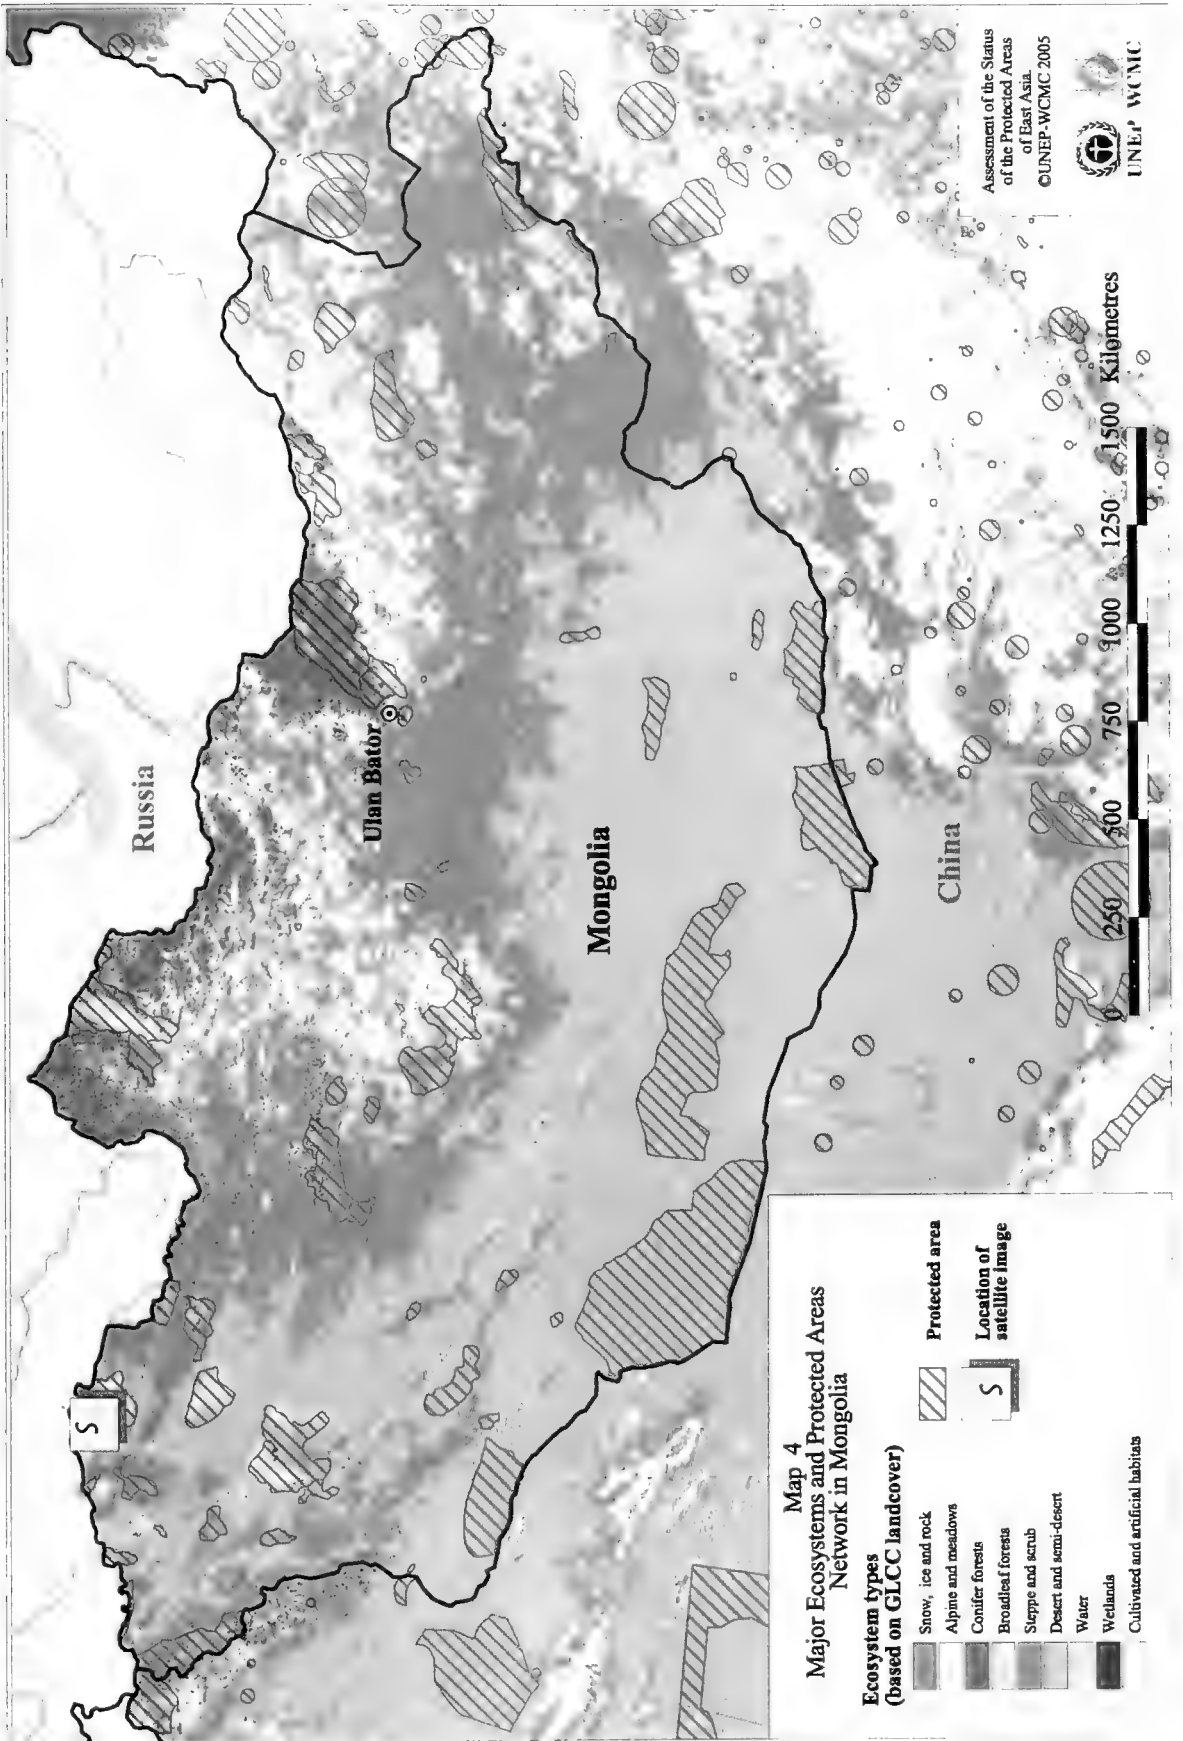 Russia
Ulan Bator
Mongolia
China
S
Map 4
Major Ecosystems and Protected Areas
Network in Mongolia
Ecosystem types
(based on GLCC landcover)
Snow, ice and rock
Alpine and meadows
Conifer forests
Broadleaf forests
Steppe and scrub
Desert and semi-desert
Water
Wetlands
Cultivated and artificial habitats
Protected area
S
Location of
satellite image
0 250 500 750 1000 1250 1500 Kilometres
Assessment of the Status
of the Protected Areas
of East Asia.
©UNEP-WCMC 2005
UNEP WCMC